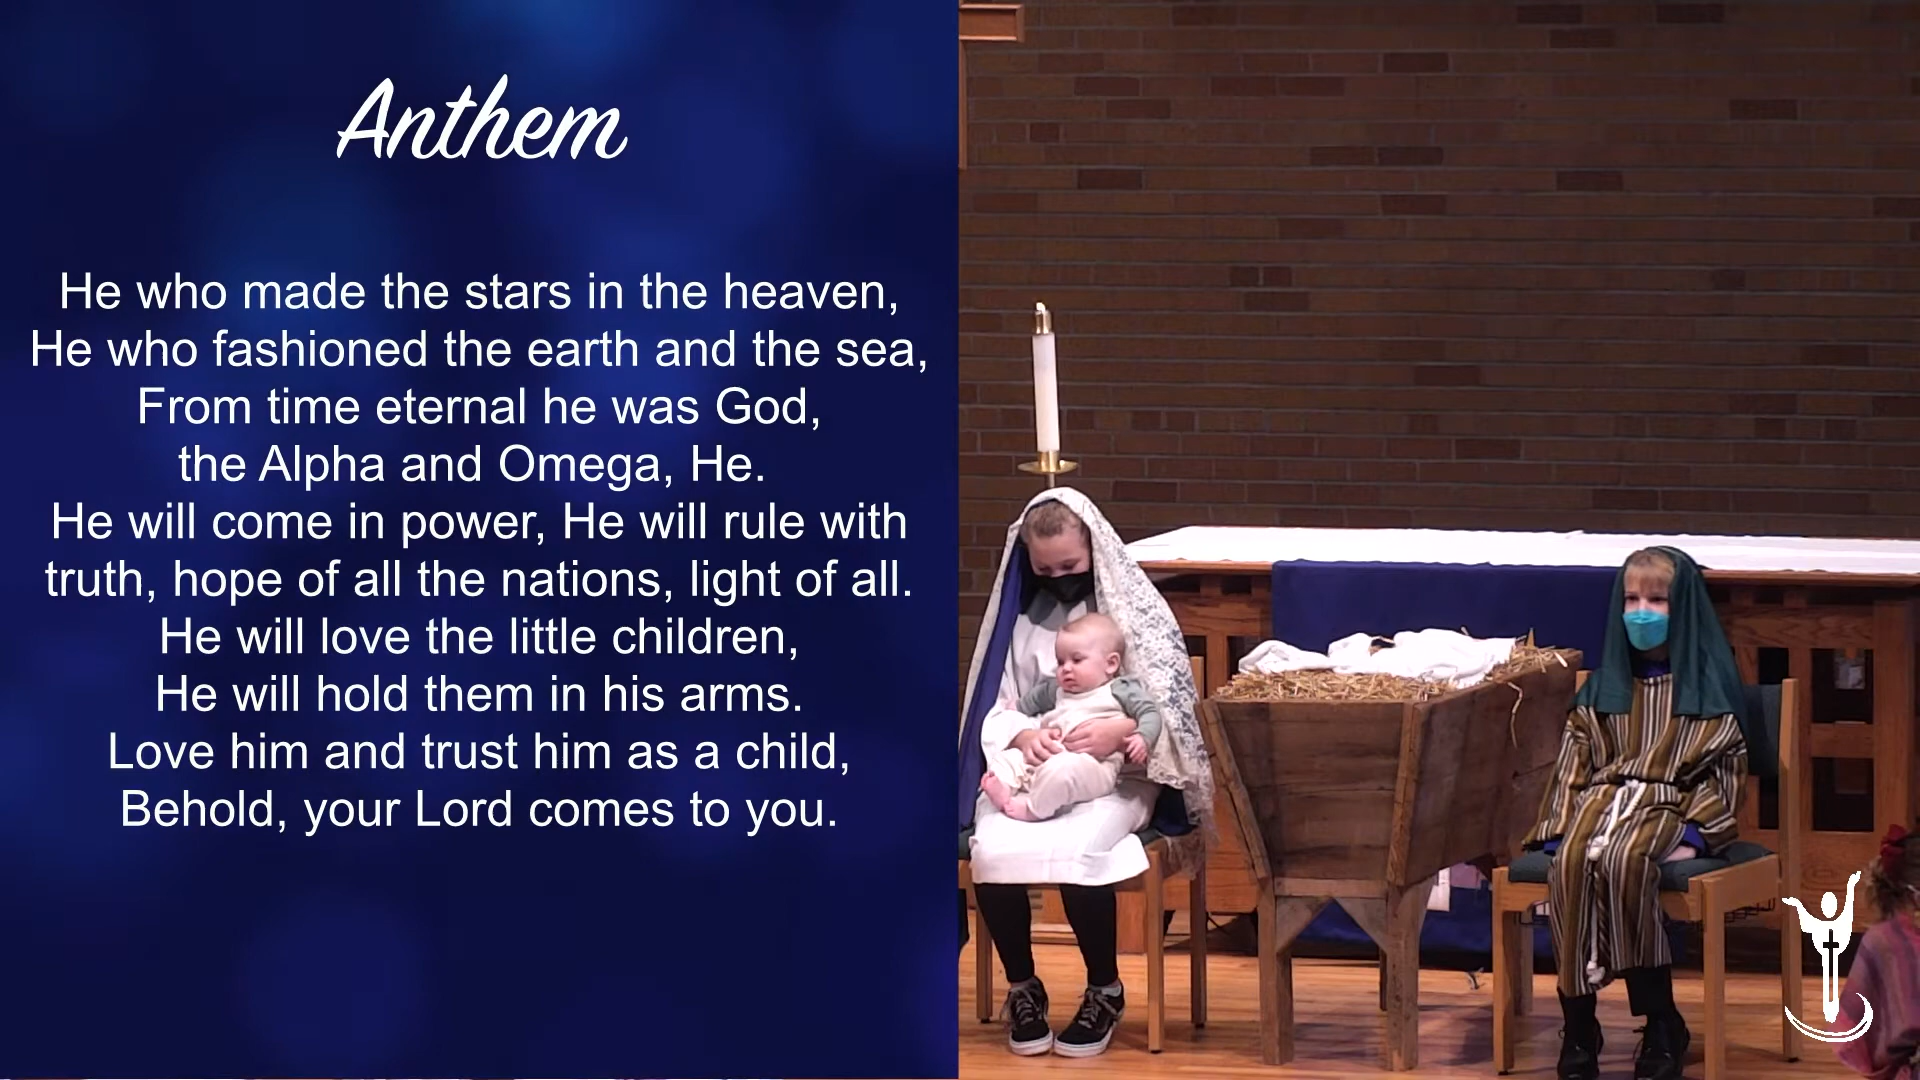 Anthem
He who made the stars in the heaven,
He who fashioned the earth and the sea,
From time eternal he was God,
the Alpha and Omega, He.
He will come in power, He will rule with
truth, hope of all the nations, light of all.
He will love the little children,
He will hold them in his arms.
Love him and trust him as a child,
Behold, your Lord comes to you.